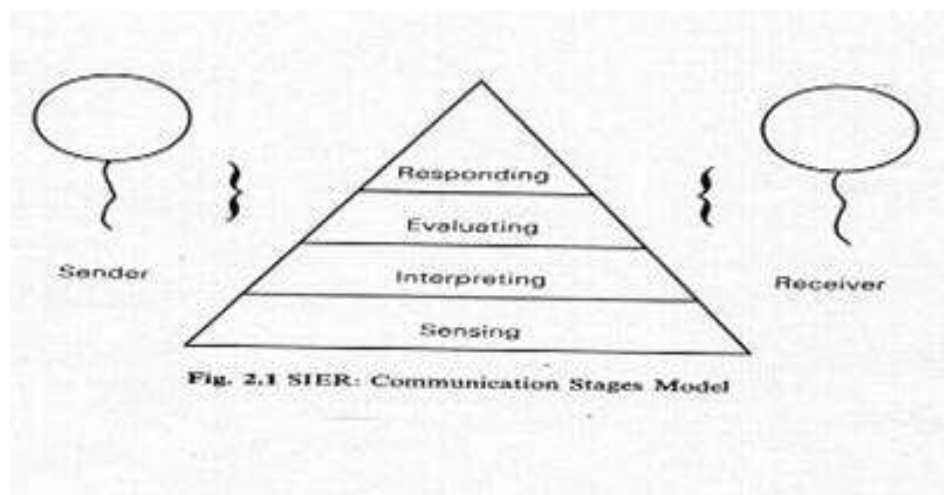 Responding
Evaluating
Sender
Interpreting
Receiver
Sensing
Fig. 2.1 SIER: Communication Stages Model